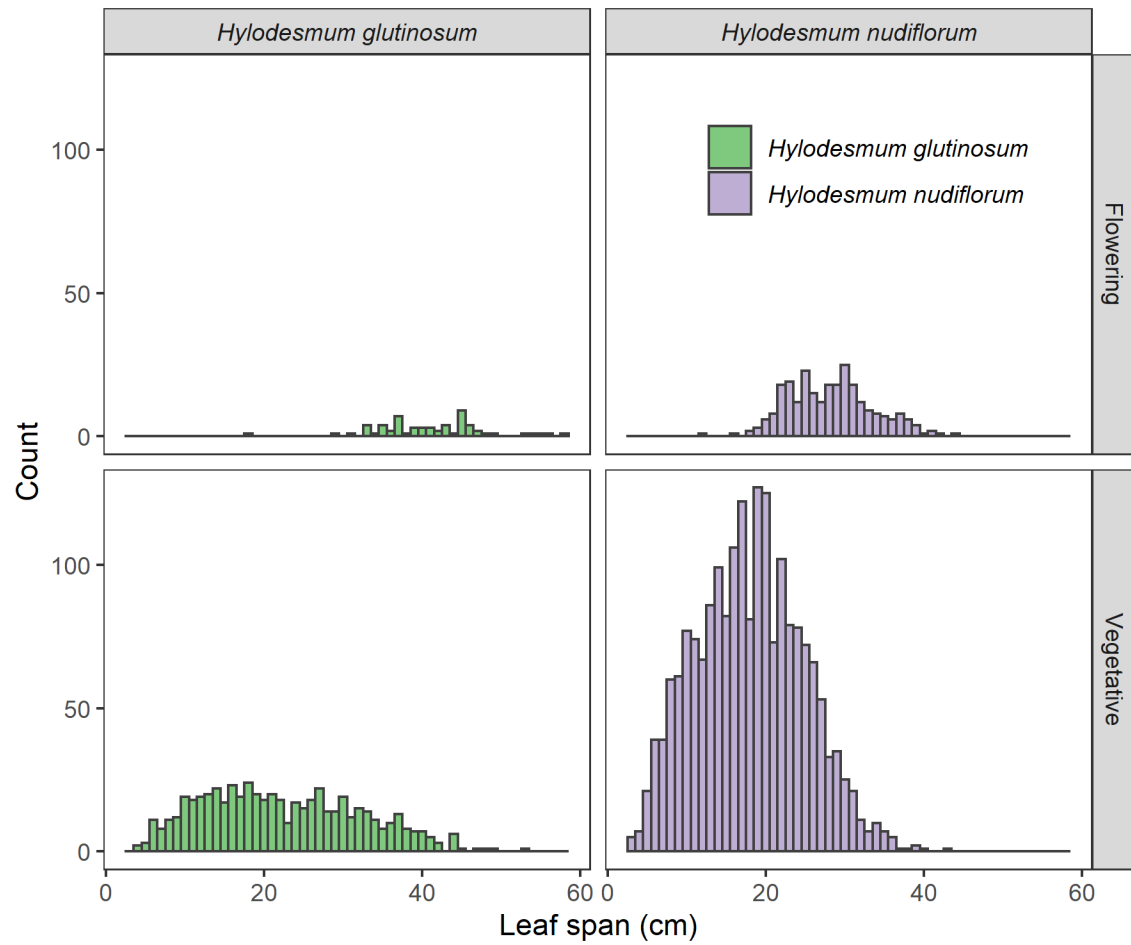 Hylodesmum glutinosum
Hylodesmum nudiflorum
Hylodesmum glutinosum
Hylodesmum nudiflorum
100
50
0
Flowering
Count
100
50
0
Vegetative
0
20
40
60
0
20
40
60
Leaf span (cm)